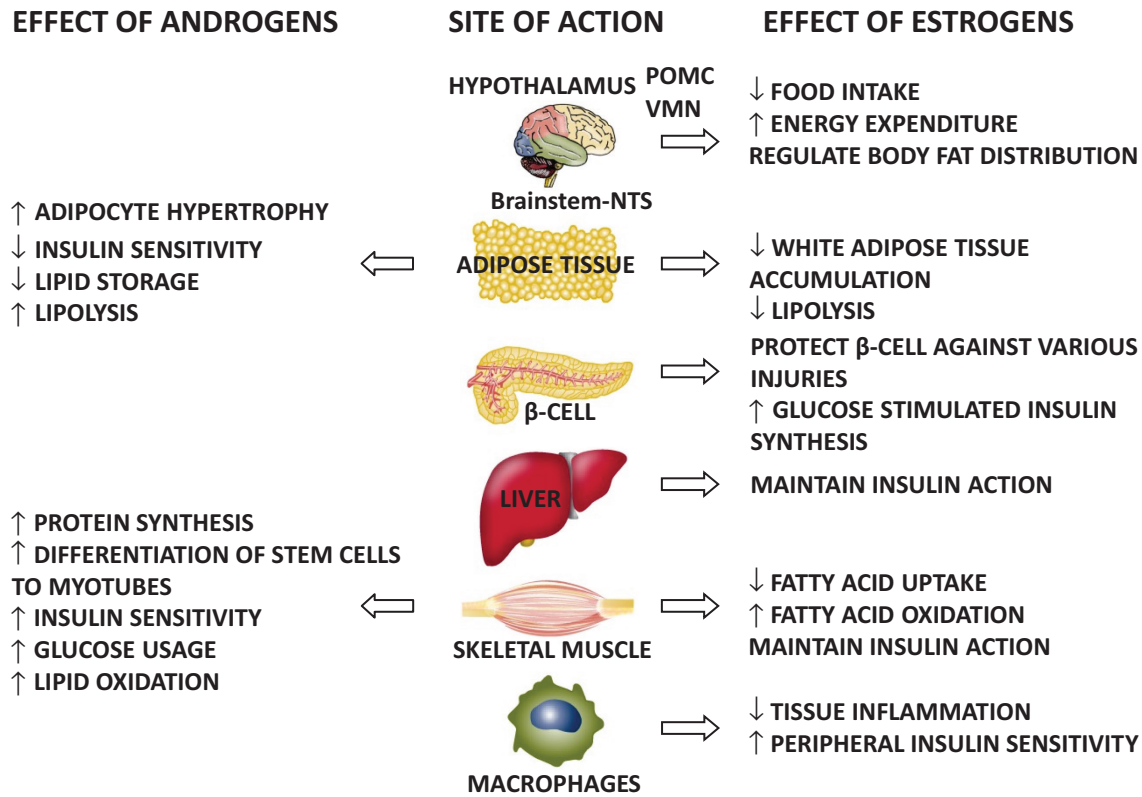 EFFECT OF ANDROGENS
SITE OF ACTION
EFFECT OF ESTROGENS
HYPOTHALAMUS
POMC
VMN
Brainstem-NTS
↓ FOOD INTAKE
↑ ENERGY EXPENDITURE
REGULATE BODY FAT DISTRIBUTION
↑ ADIPOCYTE HYPERTROPHY
↓ INSULIN SENSITIVITY
↓ LIPID STORAGE
↑ LIPOLYSIS
ADIPOSE TISSUE
↓ WHITE ADIPOSE TISSUE
ACCUMULATION
↓ LIPOLYSIS
β-CELL
PROTECT β-CELL AGAINST VARIOUS
INJURIES
↑ GLUCOSE STIMULATED INSULIN
SYNTHESIS
LIVER
MAINTAIN INSULIN ACTION
↑ PROTEIN SYNTHESIS
↑ DIFFERENTIATION OF STEM CELLS
TO MYOTUBES
↑ INSULIN SENSITIVITY
↑ GLUCOSE USAGE
↑ LIPID OXIDATION
SKELETAL MUSCLE
↓ FATTY ACID UPTAKE
↑ FATTY ACID OXIDATION
MAINTAIN INSULIN ACTION
MACROPHAGES
↓ TISSUE INFLAMMATION
↑ PERIPHERAL INSULIN SENSITIVITY